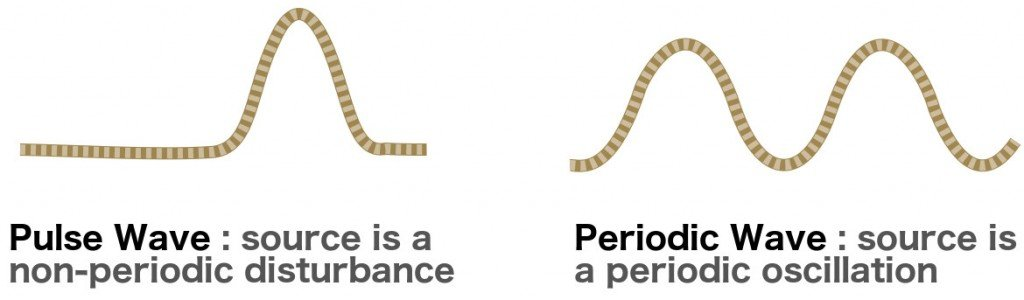 Pulse Wave : source is a
non-periodic disturbance
Periodic Wave : source is
a periodic oscillation